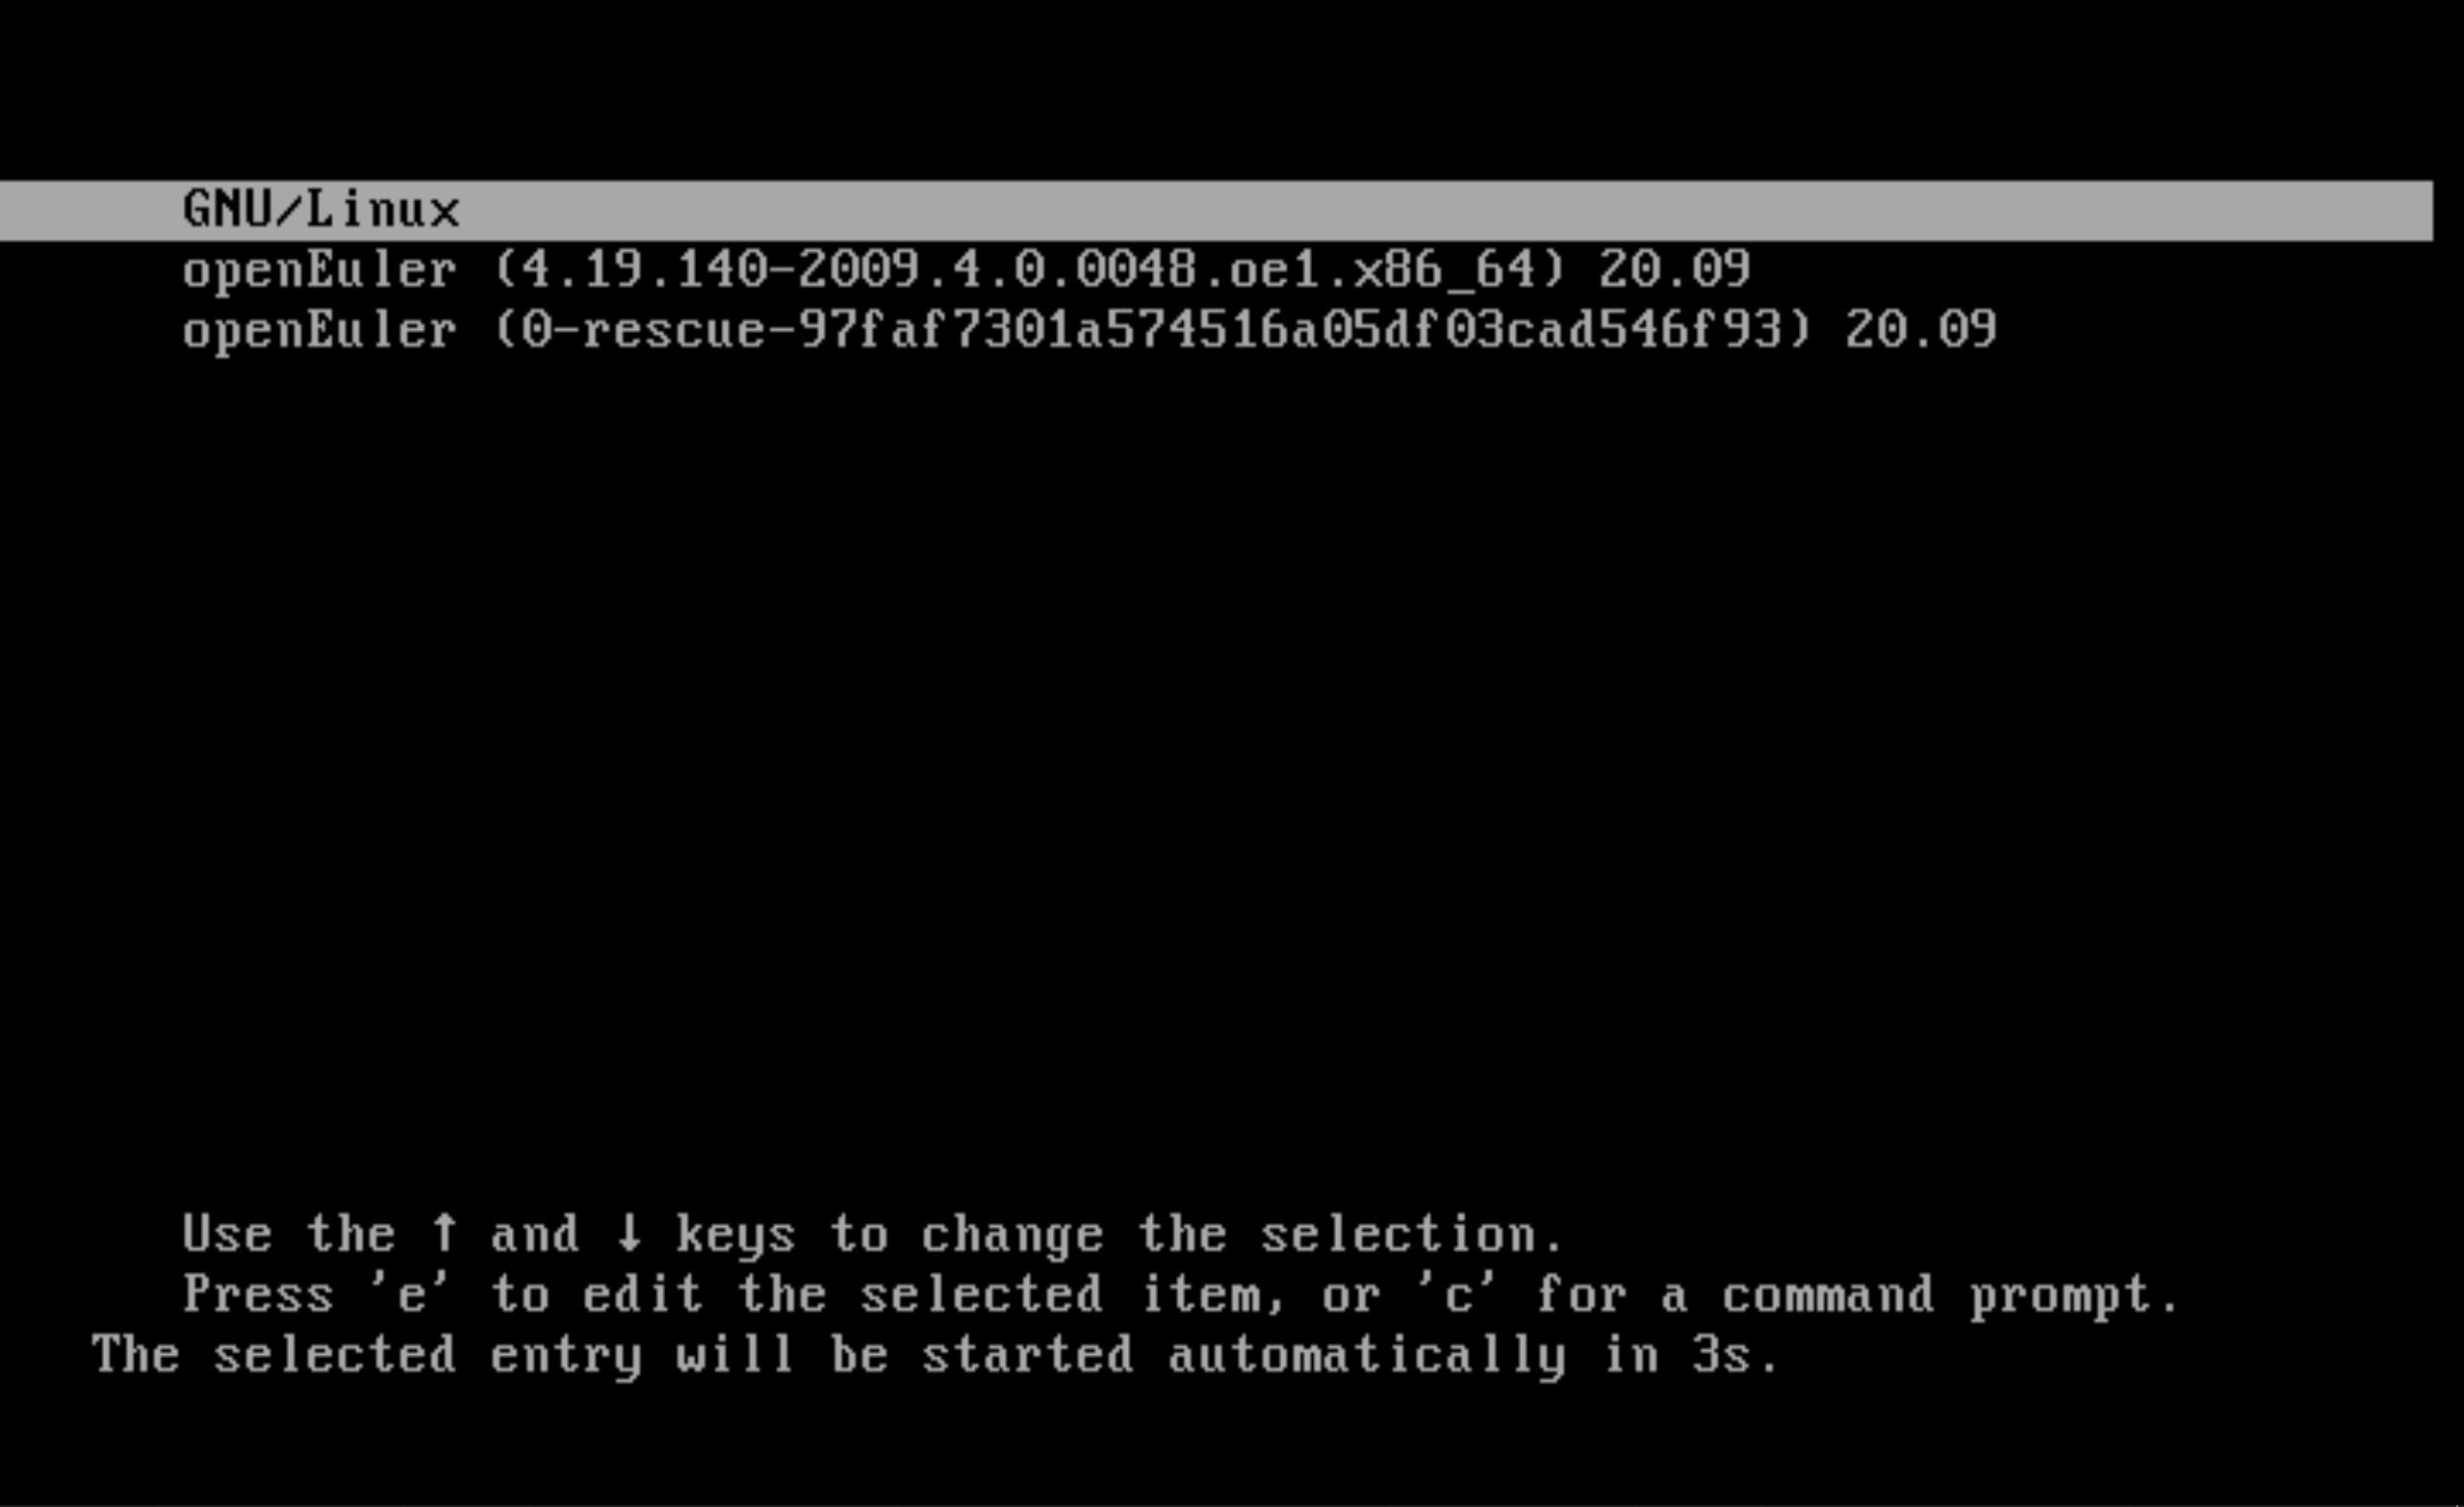 GNU/Linux
openEuler (4.19.140-2009.4.0.0048.oe1.x86_64) 20.09
openEuler (0-rescue-97faf7301a574516a05df03cad546f93) 20.09
Use the ↑ and ↓ keys to change the selection.
Press 'e' to edit the selected item, or 'c' for a command prompt.
The selected entry will be started automatically in 3s.